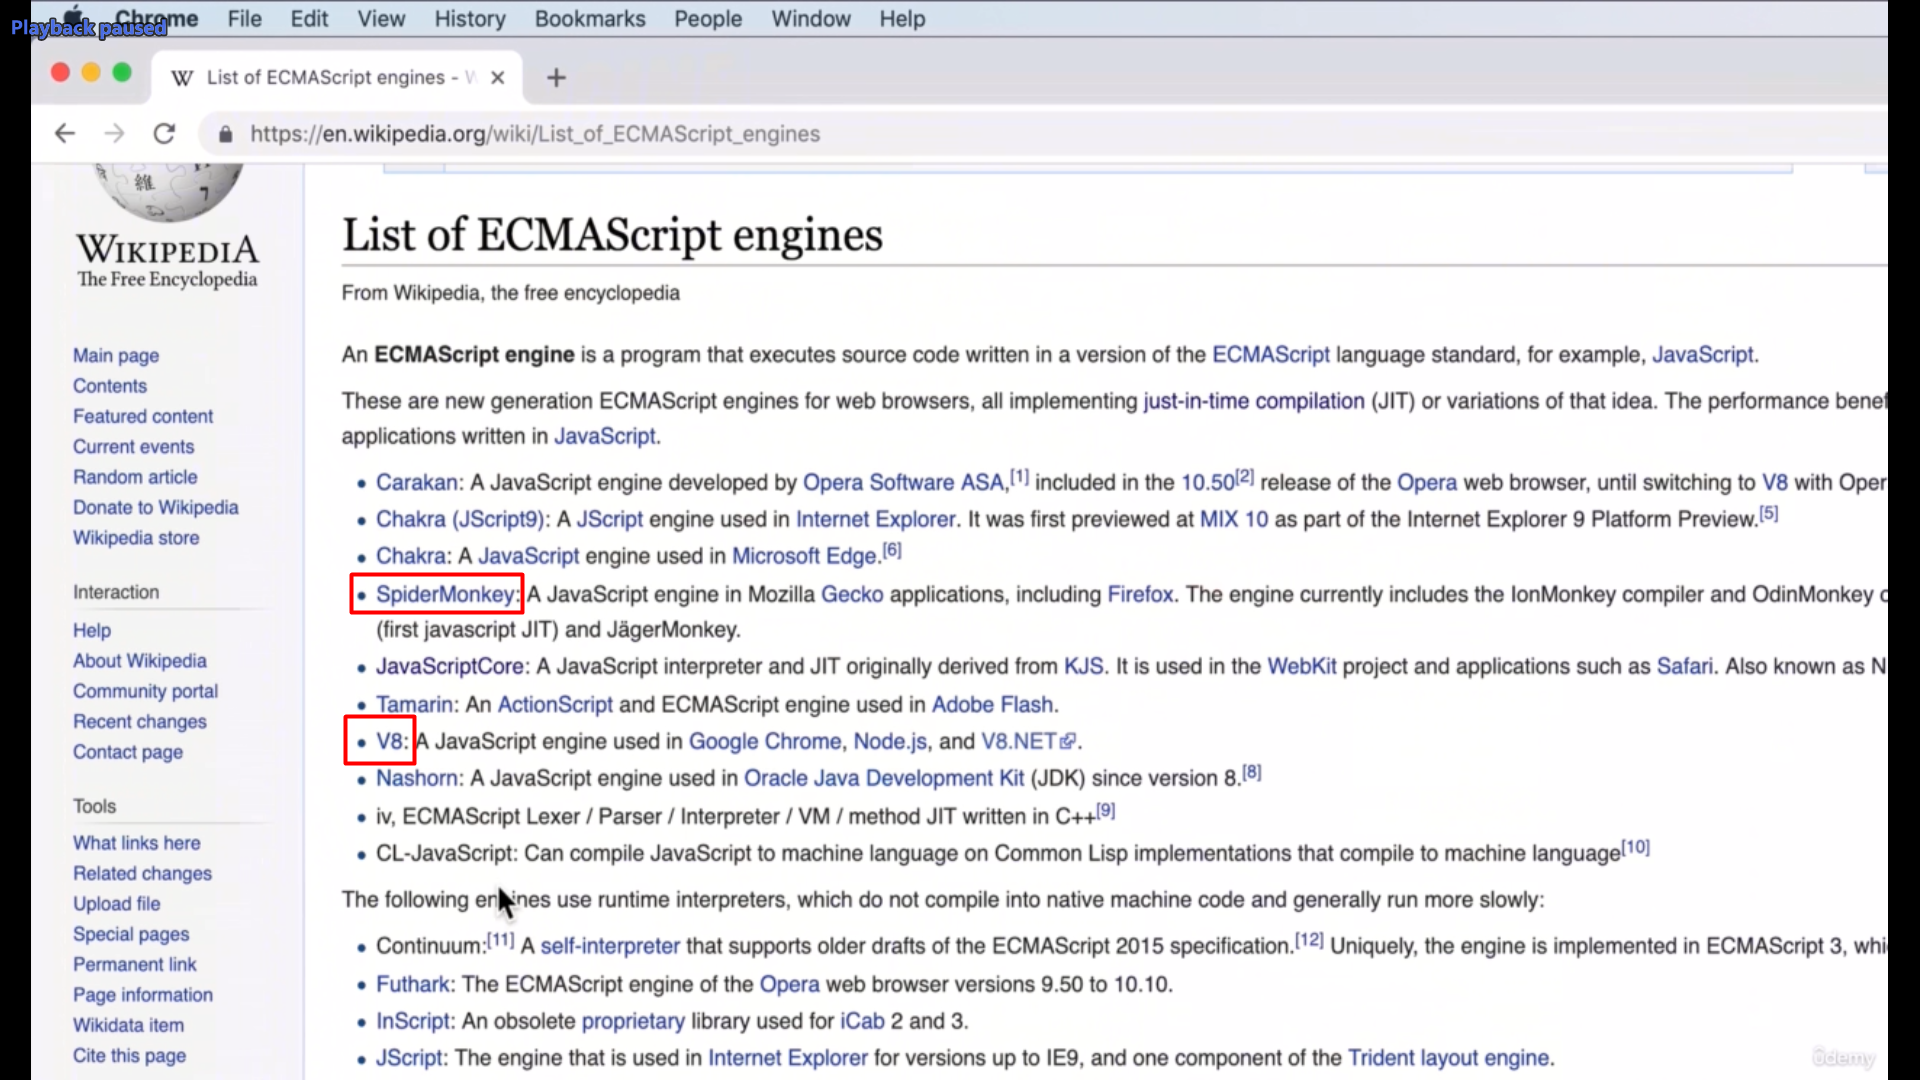 Playback paused
Chrome File Edit View History Bookmarks People Window Help
W List of ECMAScript engines -
https://en.wikipedia.org/wiki/List_of_ECMAScript_engines
維
7
WIKIPEDIA
The Free Encyclopedia
Main page
Contents
Featured content
Current events
Random article
Donate to Wikipedia
Wikipedia store
Interaction
Help
About Wikipedia
Community portal
Recent changes
Contact page
Tools
What links here
Related changes
Upload file
Special pages
Permanent link
Page information
Wikidata item
Cite this page
List of ECMAScript engines
From Wikipedia, the free encyclopedia
An ECMAScript engine is a program that executes source code written in a version of the ECMAScript language standard, for example, JavaScript.
These are new generation ECMAScript engines for web browsers, all implementing just-in-time compilation (JIT) or variations of that idea. The performance
applications written in JavaScript.
• Carakan: A JavaScript engine developed by Opera Software ASA,[1] included in the 10.50[2] release of the Opera web browser, until switching to V8 with
• Chakra (JScript9): A JScript engine used in Internet Explorer. It was first previewed at MIX 10 as part of the Internet Explorer 9 Platform Preview.[5]
• Chakra: A JavaScript engine used in Microsoft Edge.[6]
• SpiderMonkey: A JavaScript engine in Mozilla Gecko applications, including Firefox. The engine currently includes the IonMonkey compiler and OdinMonkey
(first javascript JIT) and JägerMonkey.
• JavaScriptCore: A JavaScript interpreter and JIT originally derived from KJS. It is used in the WebKit project and applications such as Safari. Also known as N
• Tamarin: An ActionScript and ECMAScript engine used in Adobe Flash.
• V8: A JavaScript engine used in Google Chrome, Node.js, and V8.NET.
• Nashorn: A JavaScript engine used in Oracle Java Development Kit (JDK) since version 8.[8]
• iv, ECMAScript Lexer / Parser / Interpreter / VM / method JIT written in C++[9]
• CL-JavaScript: Can compile JavaScript to machine language on Common Lisp implementations that compile to machine language[10]
The following engines use runtime interpreters, which do not compile into native machine code and generally run more slowly:
• Continuum:[11] A self-interpreter that supports older drafts of the ECMAScript 2015 specification.[12] Uniquely, the engine is implemented in ECMAScript 3,
• Futhark: The ECMAScript engine of the Opera web browser versions 9.50 to 10.10.
• InScript: An obsolete proprietary library used for iCab 2 and 3.
• JScript: The engine that is used in Internet Explorer for versions up to IE9, and one component of the Trident layout engine.
ûdemy